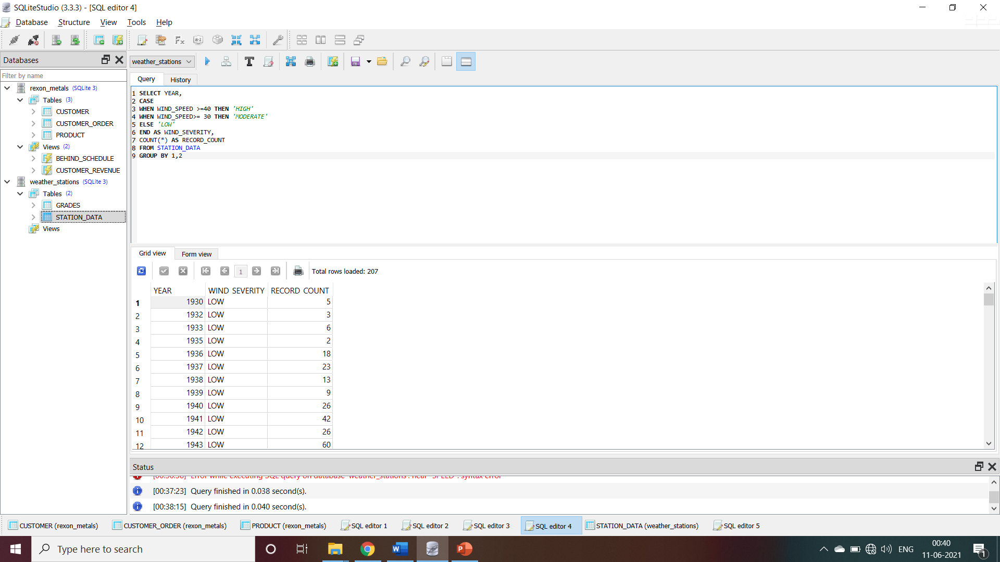 SQLiteStudio (3.3.3) - [SQL editor 4]
Database Structure View Tools Help
Databases
weather_stations
Filter by name
rexon_metals (SQLite 3)
Tables (3)
CUSTOMER
CUSTOMER_ORDER
PRODUCT
Views (2)
BEHIND_SCHEDULE
CUSTOMER_REVENUE
weather_stations (SQLite 3)
Tables (2)
GRADES
STATION_DATA
Views
Query History
1 SELECT YEAR,
2 CASE
3 WHEN WIND_SPEED >=40 THEN 'HIGH'
4 WHEN WIND_SPEED>= 30 THEN 'MODERATE'
5 ELSE 'LOW'
6 END AS WIND_SEVERITY,
7 COUNT(*) AS RECORD_COUNT
8 FROM STATION_DATA
9 GROUP BY 1,2
Grid view Form view
1 Total rows loaded: 207
YEAR WIND_SEVERITY RECORD_COUNT
1 1930 LOW 5
2 1932 LOW 3
3 1933 LOW 6
4 1935 LOW 2
5 1936 LOW 18
6 1937 LOW 23
7 1938 LOW 13
8 1939 LOW 9
9 1940 LOW 26
10 1941 LOW 42
11 1942 LOW 26
12 1943 LOW 60
Status
Error while executing SQL query on database 'weather_stations': near "SPEED": syntax error
[00:37:23] Query finished in 0.038 second(s).
[00:38:15] Query finished in 0.040 second(s).
CUSTOMER (rexon_metals) CUSTOMER_ORDER (rexon_metals) PRODUCT (rexon_metals) SQL editor 1 SQL editor 2 SQL editor 3 SQL editor 4 STATION_DATA (weather_stations) SQL editor 5
Type here to search
ENG
00:40
11-06-2021
1